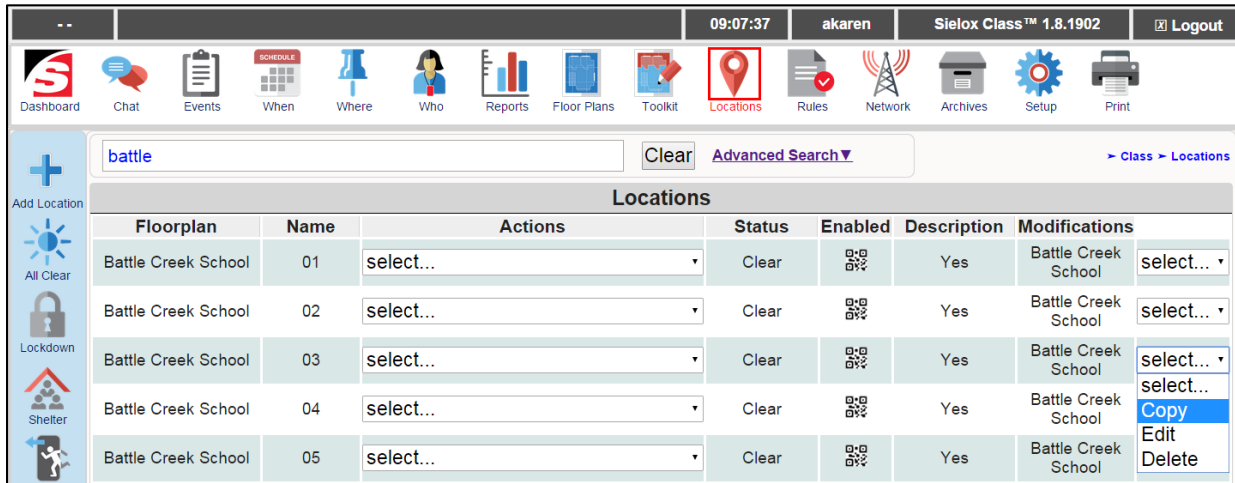 - - 09:07:37 akaren Sielox Class™ 1.8.1902 Logout
SCHEDULE
Dashboard Chat Events When Where Who Reports Floor Plans Toolkit Locations Rules Network Archives Setup Print
battle Clear Advanced Search▼ ➢ Class ➢ Locations
Add Location
All Clear
Lockdown
Shelter
Locations
Floorplan Name Actions Status Enabled Description Modifications
Battle Creek School 01 select... Clear Yes Battle Creek School select...
Battle Creek School 02 select... Clear Yes Battle Creek School select...
Battle Creek School 03 select... Clear Yes Battle Creek School select...
select...
Copy
Edit
Delete
Battle Creek School 04 select... Clear Yes Battle Creek School
Battle Creek School 05 select... Clear Yes Battle Creek School